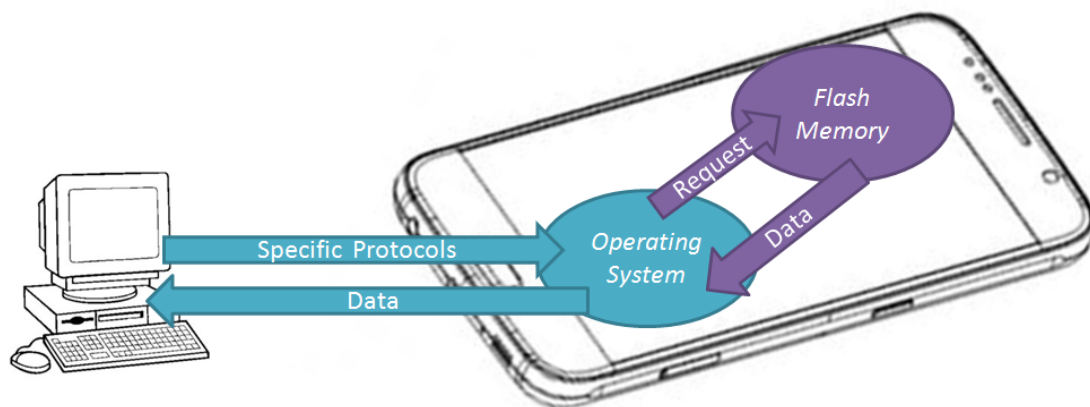 Flash
Memory
Request
Data
Operating
System
Specific Protocols
Data